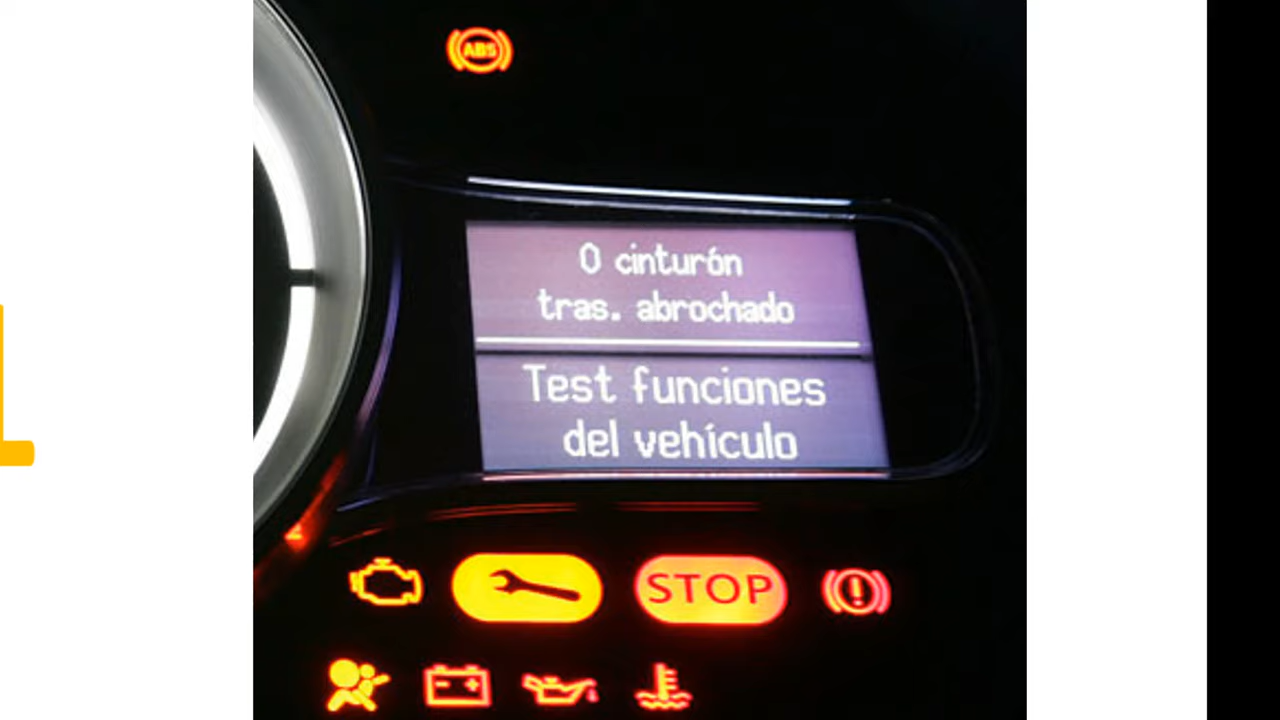 ABS
0 cinturón
tras. abrochado
Test funciones
del vehículo
STOP